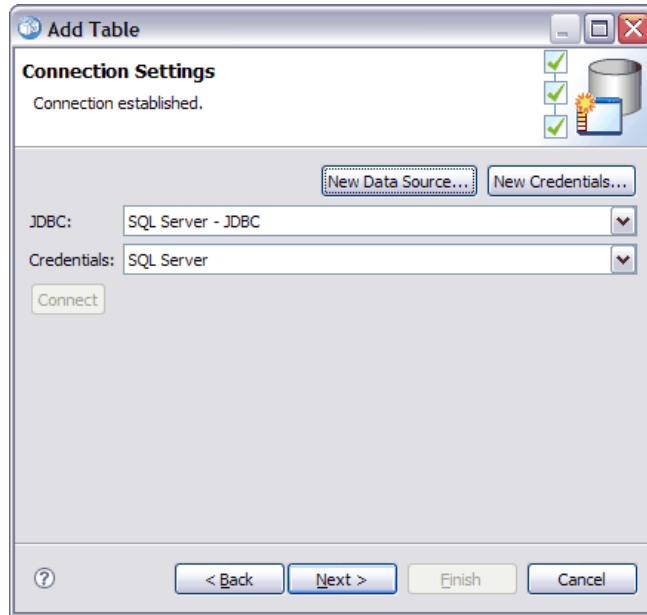 Add Table
Connection Settings
Connection established.
New Data Source... New Credentials...
JDBC: SQL Server - JDBC
Credentials: SQL Server
Connect
? < Back Next > Finish Cancel